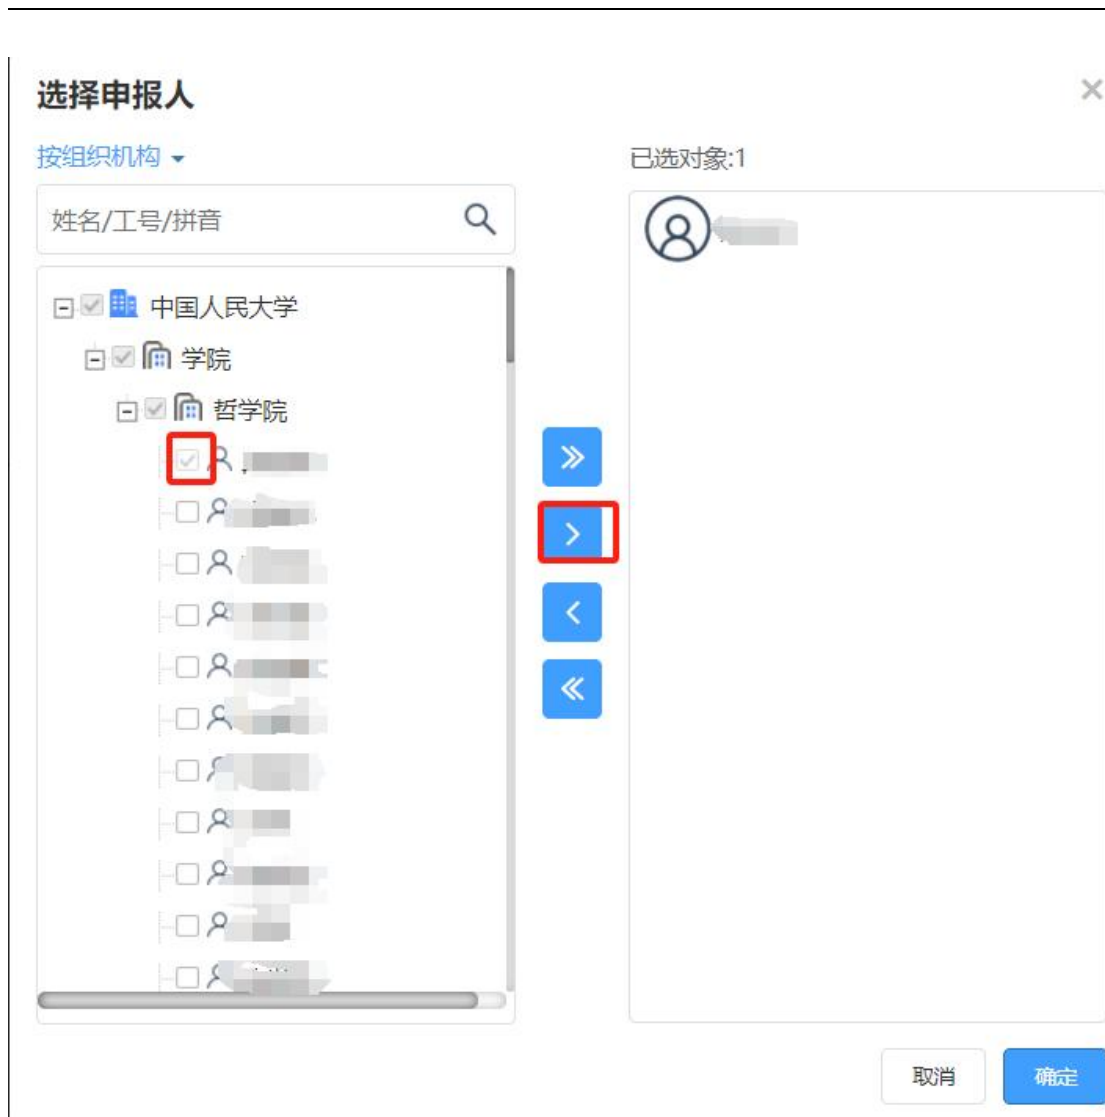 选择申报人
按组织机构
已选对象:1
姓名/工号/拼音
中国人民大学
学院
哲学院
取消
确定